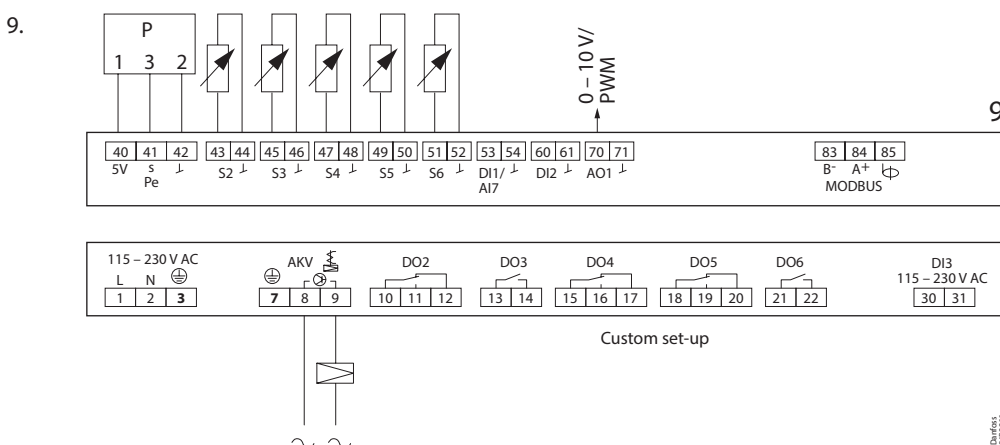 9.
P
1 3 2
0 – 10 V/
PWM
9
40 41 42 43 44 45 46 47 48 49 50 51 52 53 54 60 61 70 71 83 84 85
5V s S2 S3 S4 S5 S6 DI1/ DI2 AO1 B- A+
Pe AI7 MODBUS
115 – 230 V AC AKV DO2 DO3 DO4 DO5 DO6 DI3
L N 115 – 230 V AC
1 2 3 7 8 9 10 11 12 13 14 15 16 17 18 19 20 21 22 30 31
Custom set-up
Danfoss